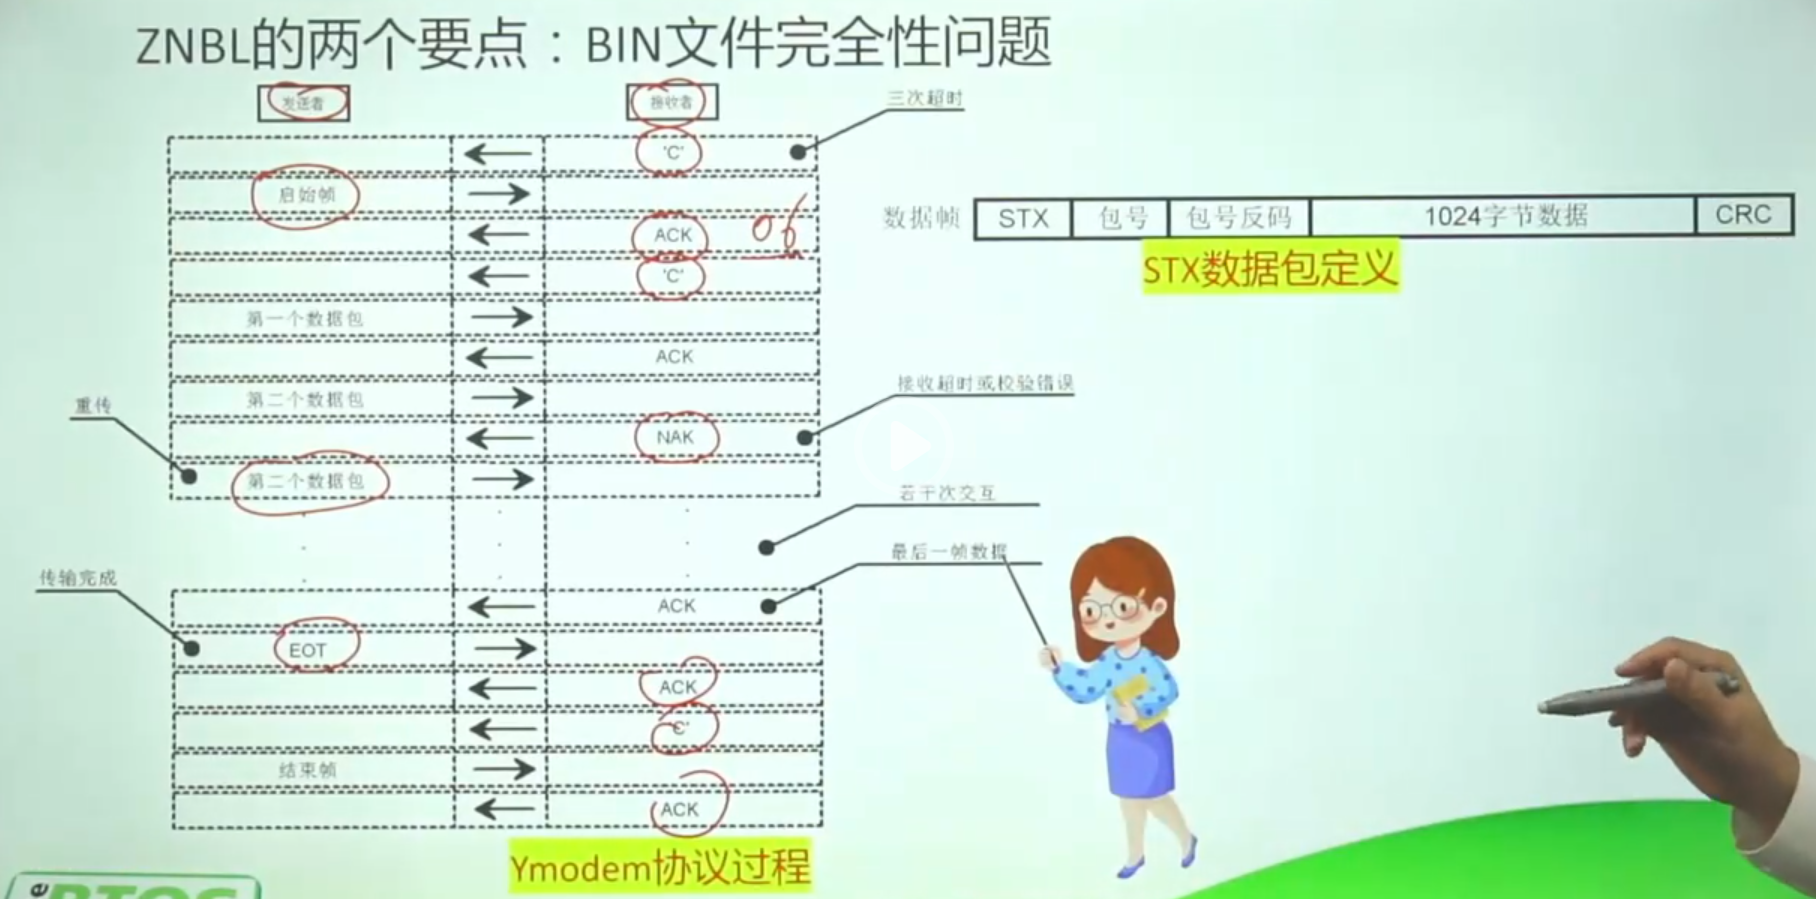 ZNBL的两个要点：BIN文件完全性问题
发送者
接收者
三次超时
'C'
启始帧
ACK
06
'C'
数据帧
STX
包号
包号反码
1024字节数据
CRC
STX数据包定义
第一个数据包
ACK
第二个数据包
接收超时或校验错误
重传
NAK
第二个数据包
若干次交互
最后一帧数据
传输完成
ACK
EOT
ACK
'C'
结束帧
ACK
Ymodem协议过程
e
RTOS